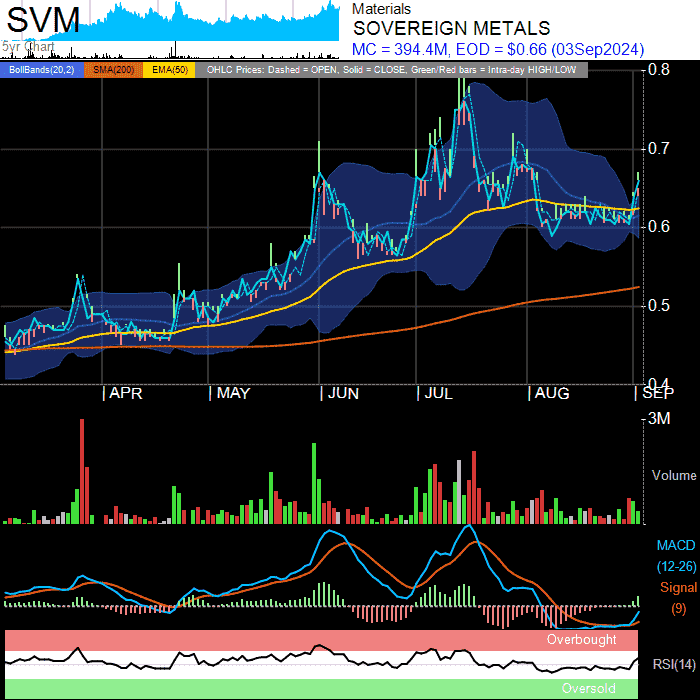 SVM
5yr Chart
Materials
SOVEREIGN METALS
MC = 394.4M, EOD = $0.66 (03Sep2024)
BollBands(20,2) SMA(200) EMA(50) OHLC Prices: Dashed = OPEN, Solid = CLOSE, Green/Red bars = Intra-day HIGH/LOW
0.8
0.7
0.6
0.5
0.4
APR MAY JUN JUL AUG SEP
3M
Volume
MACD
(12-26)
Signal
(9)
Overbought
RSI(14)
Oversold